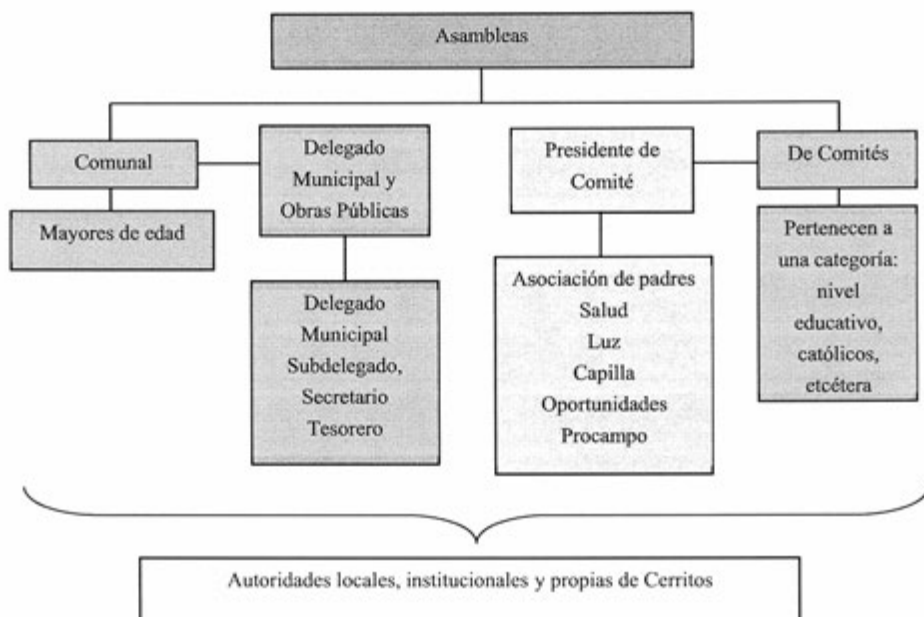 Asambleas
Comunal
Mayores de edad
Delegado
Municipal y
Obras Públicas
Delegado
Municipal
Subdelegado,
Secretario
Tesorero
Presidente de
Comité
Asociación de padres
Salud
Luz
Capilla
Oportunidades
Procampo
De Comités
Pertenecen a
una categoría:
nivel
educativo,
católicos,
etcétera
Autoridades locales, institucionales y propias de Cerritos